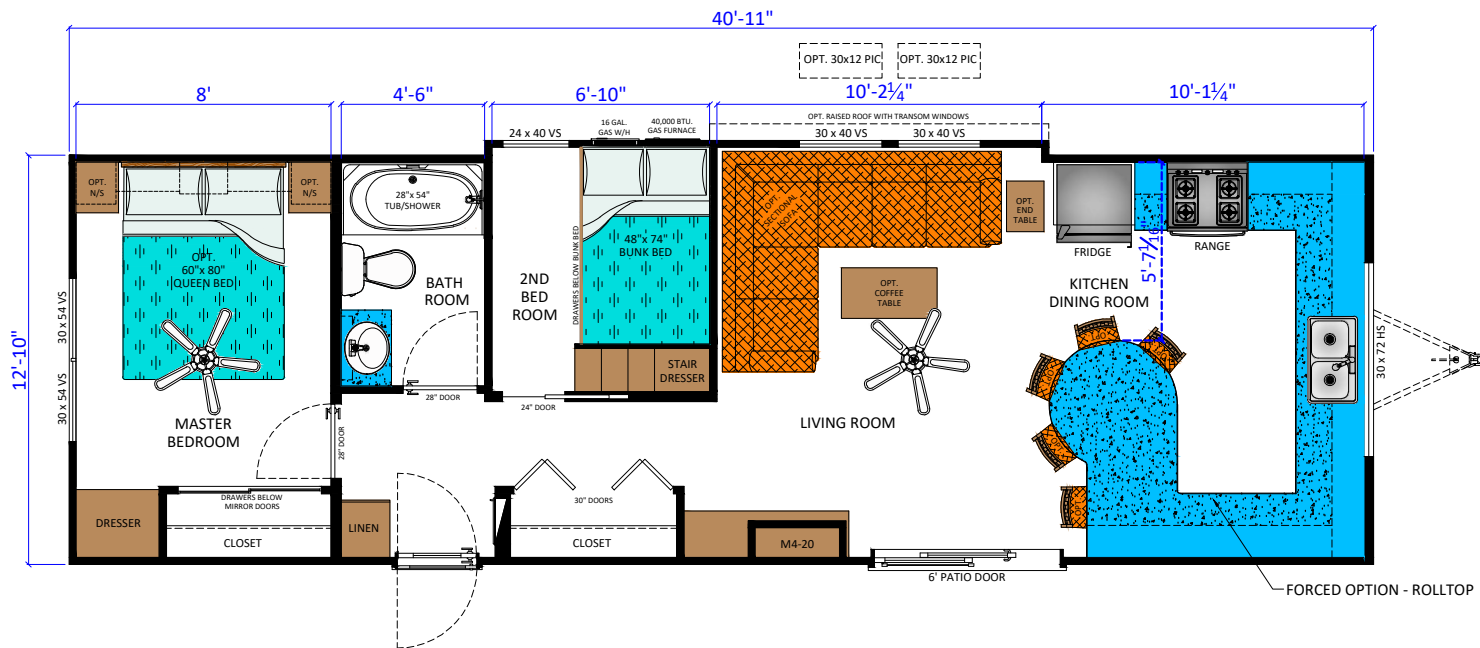 40'-11"
OPT. 30x12 PIC
OPT. 30x12 PIC
8'
4'-6"
6'-10"
10'-2¼"
10'-1¼"
OPT. RAISED ROOF WITH TRANSOM WINDOWS
24 x 40 VS
16 GAL.
GAS W/H
40,000 BTU.
GAS FURNACE
30 x 40 VS
30 x 40 VS
12'-10"
30 x 54 VS
30 x 54 VS
OPT.
N/S
OPT.
N/S
OPT.
60"x 80"
QUEEN BED
MASTER
BEDROOM
28" DOOR
DRESSER
DRAWERS BELOW
MIRROR DOORS
CLOSET
28"x 54"
TUB/SHOWER
BATH
ROOM
28" DOOR
LINEN
2ND
BED
ROOM
DRAWERS BELOW BUNK BED
48"x 74"
BUNK BED
STAIR
DRESSER
24" DOOR
30" DOORS
CLOSET
OPT.
SECTIONAL
SOFA
OPT.
END
TABLE
OPT.
COFFEE
TABLE
LIVING ROOM
M4-20
6' PATIO DOOR
FRIDGE
RANGE
KITCHEN
DINING ROOM
30 x 72 HS
FORCED OPTION - ROLLTOP